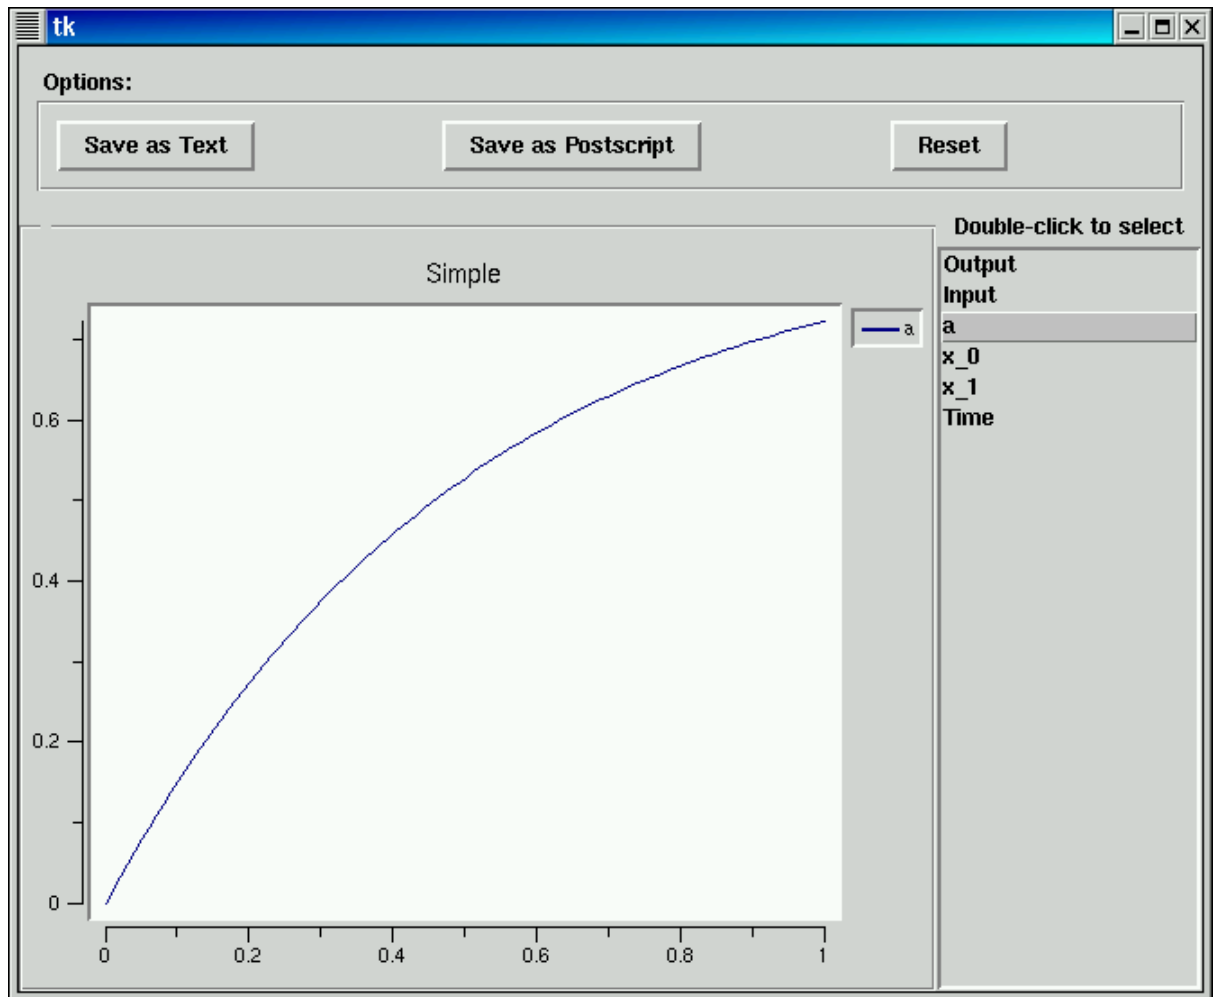 tk
Options:
Save as Text
Save as Postscript
Reset
Double-click to select
Output
Input
a
x_0
x_1
Time
Simple
a
0.6
0.4
0.2
0
0 0.2 0.4 0.6 0.8 1